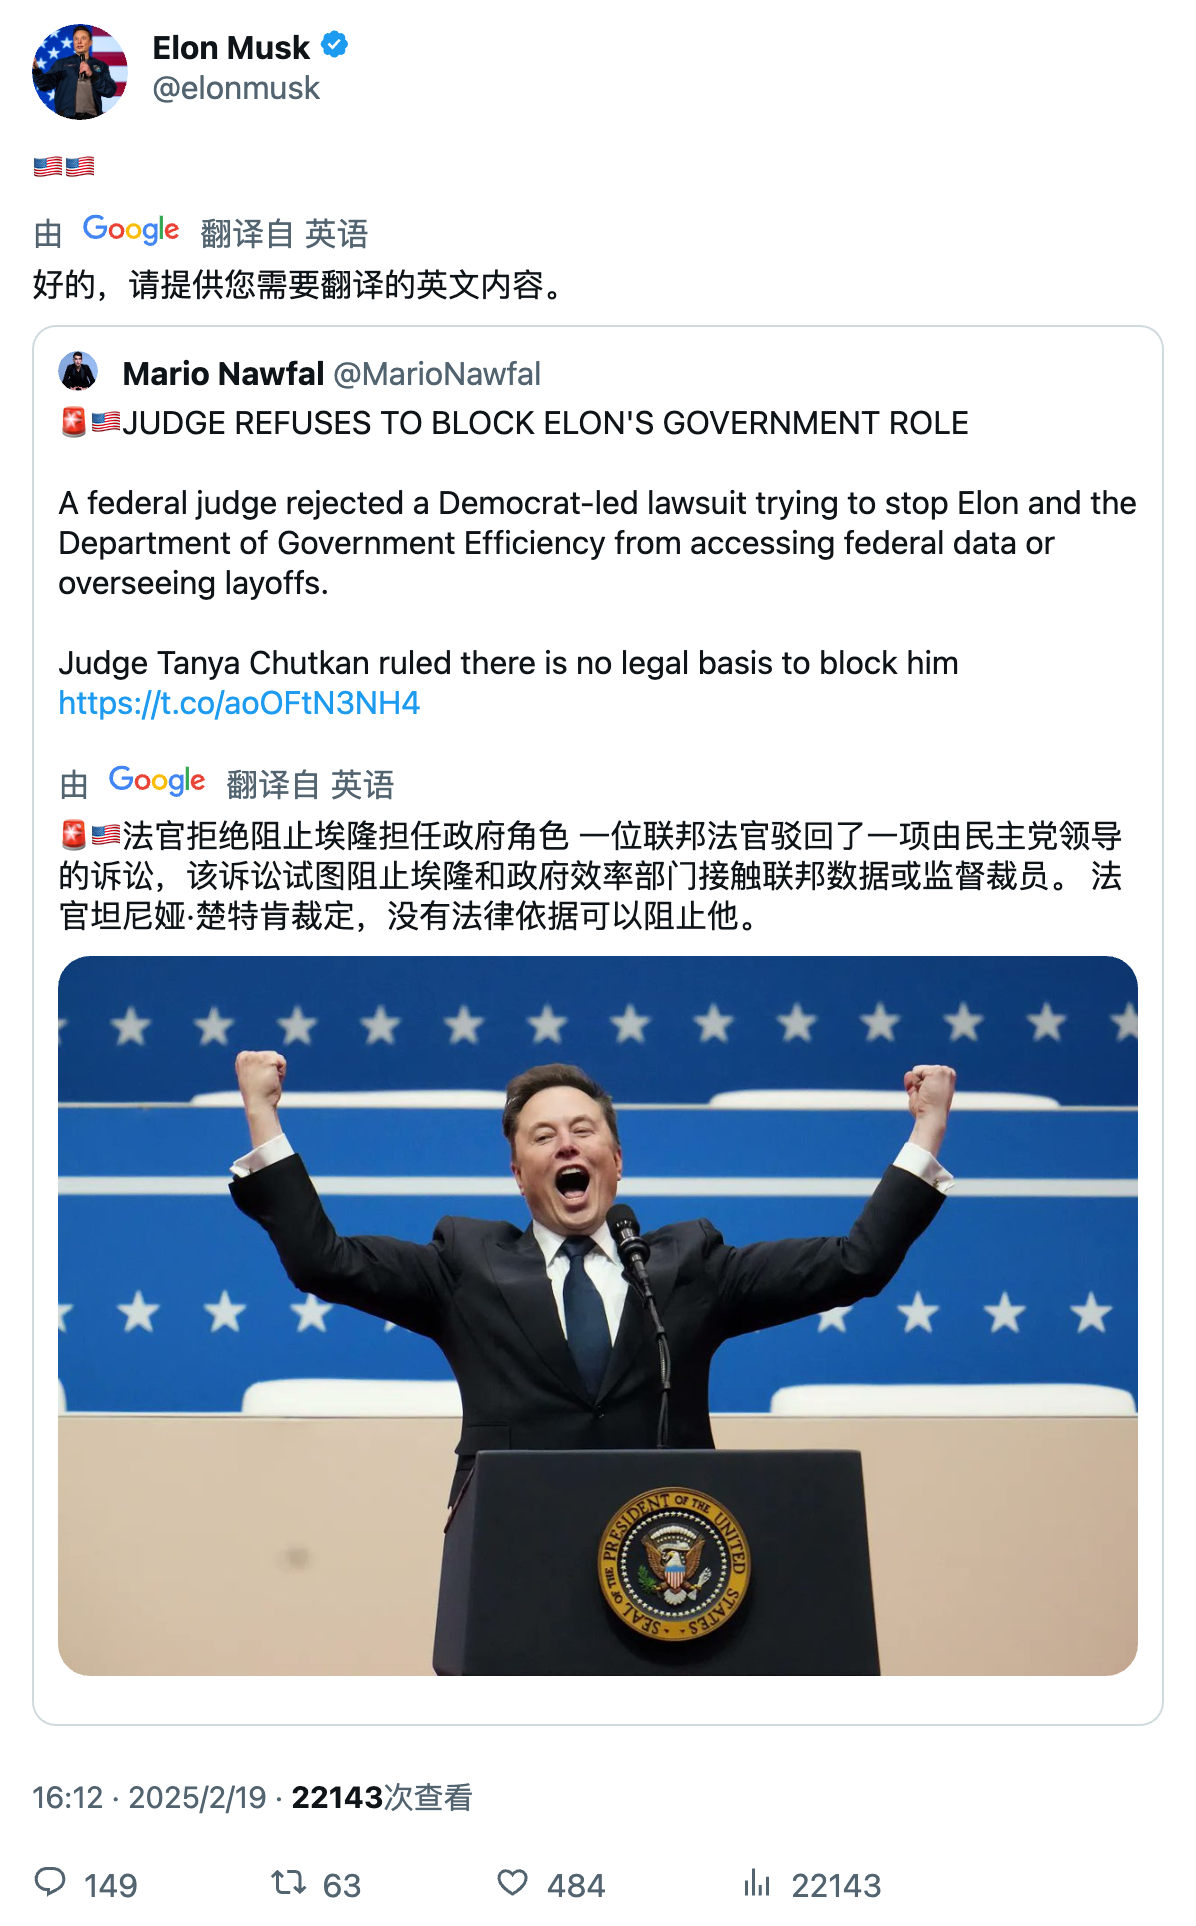 Elon Musk
@elonmusk
🇺🇸🇺🇸
由 Google 翻译自 英语
好的，请提供您需要翻译的英文内容。
Mario Nawfal @MarioNawfal
🚨🇺🇸JUDGE REFUSES TO BLOCK ELON'S GOVERNMENT ROLE
A federal judge rejected a Democrat-led lawsuit trying to stop Elon and the
Department of Government Efficiency from accessing federal data or
overseeing layoffs.
Judge Tanya Chutkan ruled there is no legal basis to block him
https://t.co/aoOFtN3NH4
由 Google 翻译自 英语
🚨🇺🇸法官拒绝阻止埃隆担任政府角色 一位联邦法官驳回了一项由民主党领导
的诉讼，该诉讼试图阻止埃隆和政府效率部门接触联邦数据或监督裁员。 法
官坦尼娅·楚特肯裁定，没有法律依据可以阻止他。
SEAL OF THE PRESIDENT OF THE UNITED STATES
16:12 · 2025/2/19 · 22143次查看
149 63 484 22143